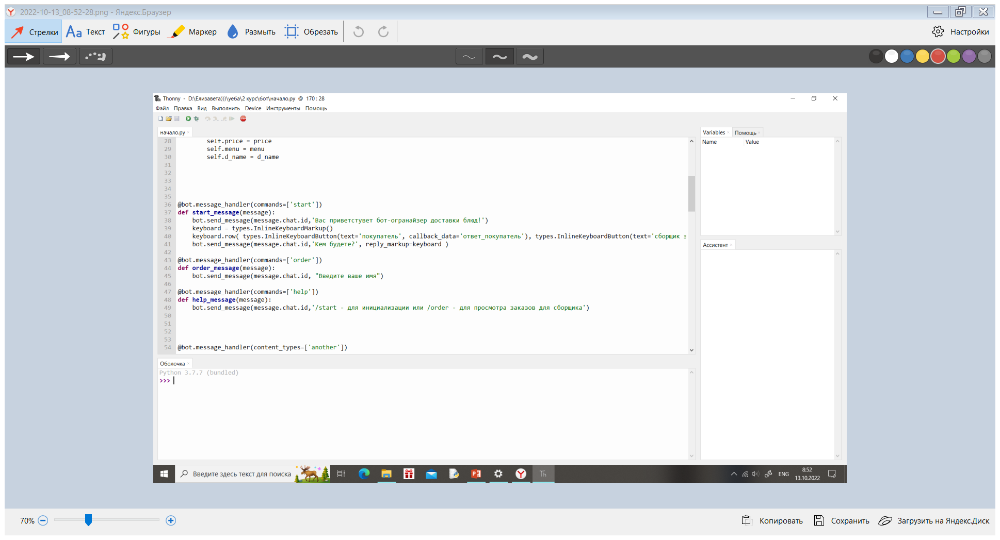 2022-10-13_08-52-28.png - Яндекс.Браузер
Стрелки Текст Фигуры Маркер Размыть Обрезать Настройки
Thonny - D:\Елизавета)))\уеба\2 курс\бот\начало.py @ 170 : 28
Файл Правка Вид Выполнить Device Инструменты Помощь
начало.py
28 self.price = price
29 self.menu = menu
30 self.d_name = d_name
31
32
33
34
35
36 @bot.message_handler(commands=['start'])
37 def start_message(message):
38 bot.send_message(message.chat.id,'Вас приветстувет бот-огранайзер доставки блюд!')
39 keyboard = types.InlineKeyboardMarkup()
40 keyboard.row( types.InlineKeyboardButton(text='покупатель', callback_data='ответ_покупатель'), types.InlineKeyboardButton(text='сборщик з
41 bot.send_message(message.chat.id,'Кем будете?', reply_markup=keyboard )
42
43 @bot.message_handler(commands=['order'])
44 def order_message(message):
45 bot.send_message(message.chat.id, "Введите ваше имя")
46
47 @bot.message_handler(commands=['help'])
48 def help_message(message):
49 bot.send_message(message.chat.id,'/start - для инициализации или /order - для просмотра заказов для сборщика')
50
51
52
53
54 @bot.message_handler(content_types=['another'])
Variables Помощь
Name Value
Ассистент
Оболочка
Python 3.7.7 (bundled)
>>>
Введите здесь текст для поиска
ENG
8:52
13.10.2022
70%
Копировать Сохранить Загрузить на Яндекс.Диск